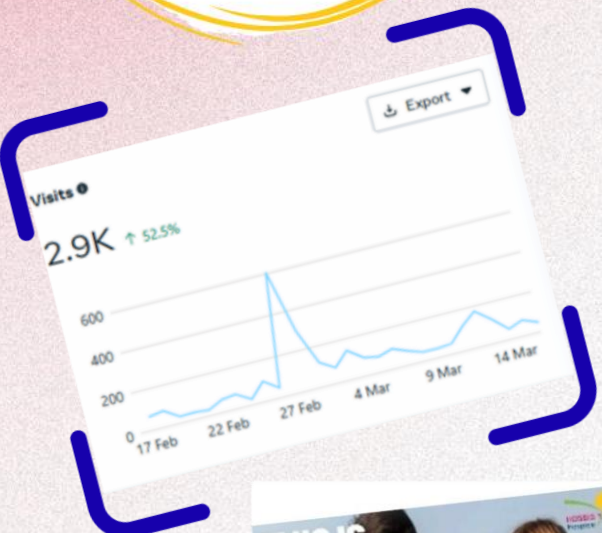 Export
Visits
2.9K ↑ 52.5%
600
400
200
0
17 Feb 22 Feb 27 Feb 4 Mar 9 Mar 14 Mar